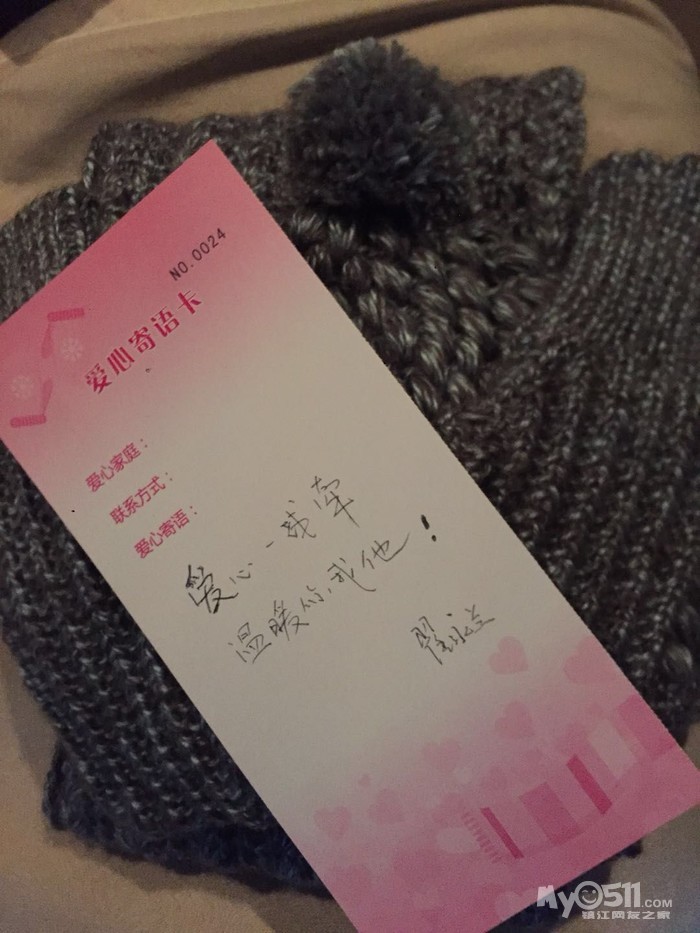 NO.0024
爱心寄语卡
爱心家庭：
联系方式：
爱心寄语：
爱心一线牵
温暖你、我他！
MY0511.COM
镇江网友之家